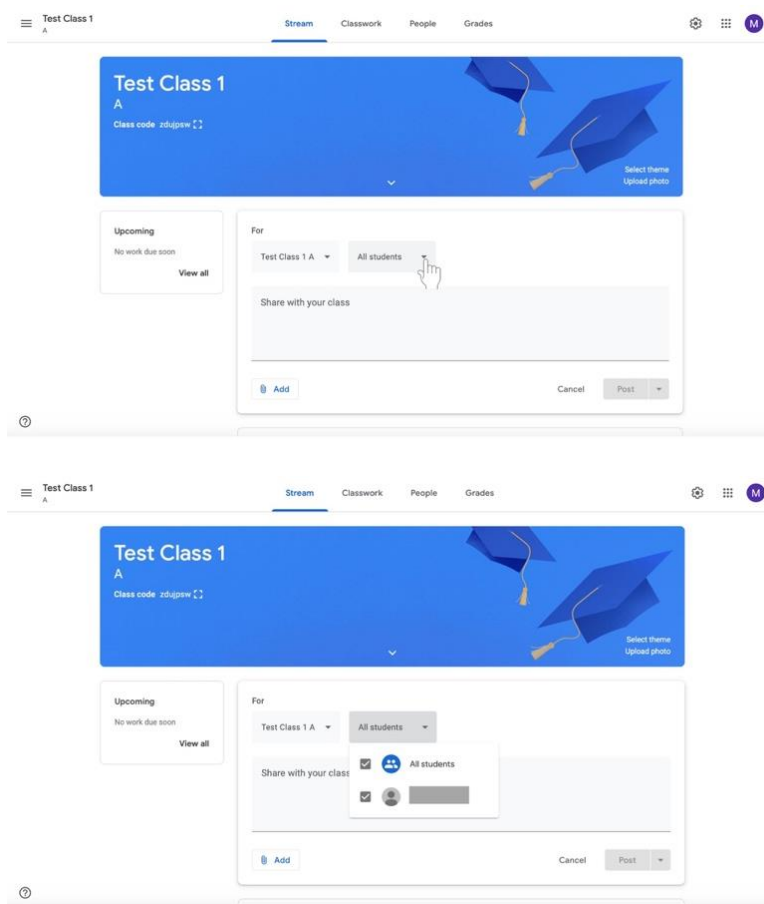 Test Class 1
A
Stream Classwork People Grades
M
Test Class 1
A
Class code zdujpsw
Select theme
Upload photo
Upcoming
No work due soon
View all
For
Test Class 1 A All students
Share with your class
Add
Cancel Post
?
Test Class 1
A
Stream Classwork People Grades
M
Test Class 1
A
Class code zdujpsw
Select theme
Upload photo
Upcoming
No work due soon
View all
For
Test Class 1 A All students
All students
Share with your class
Add
Cancel Post
?